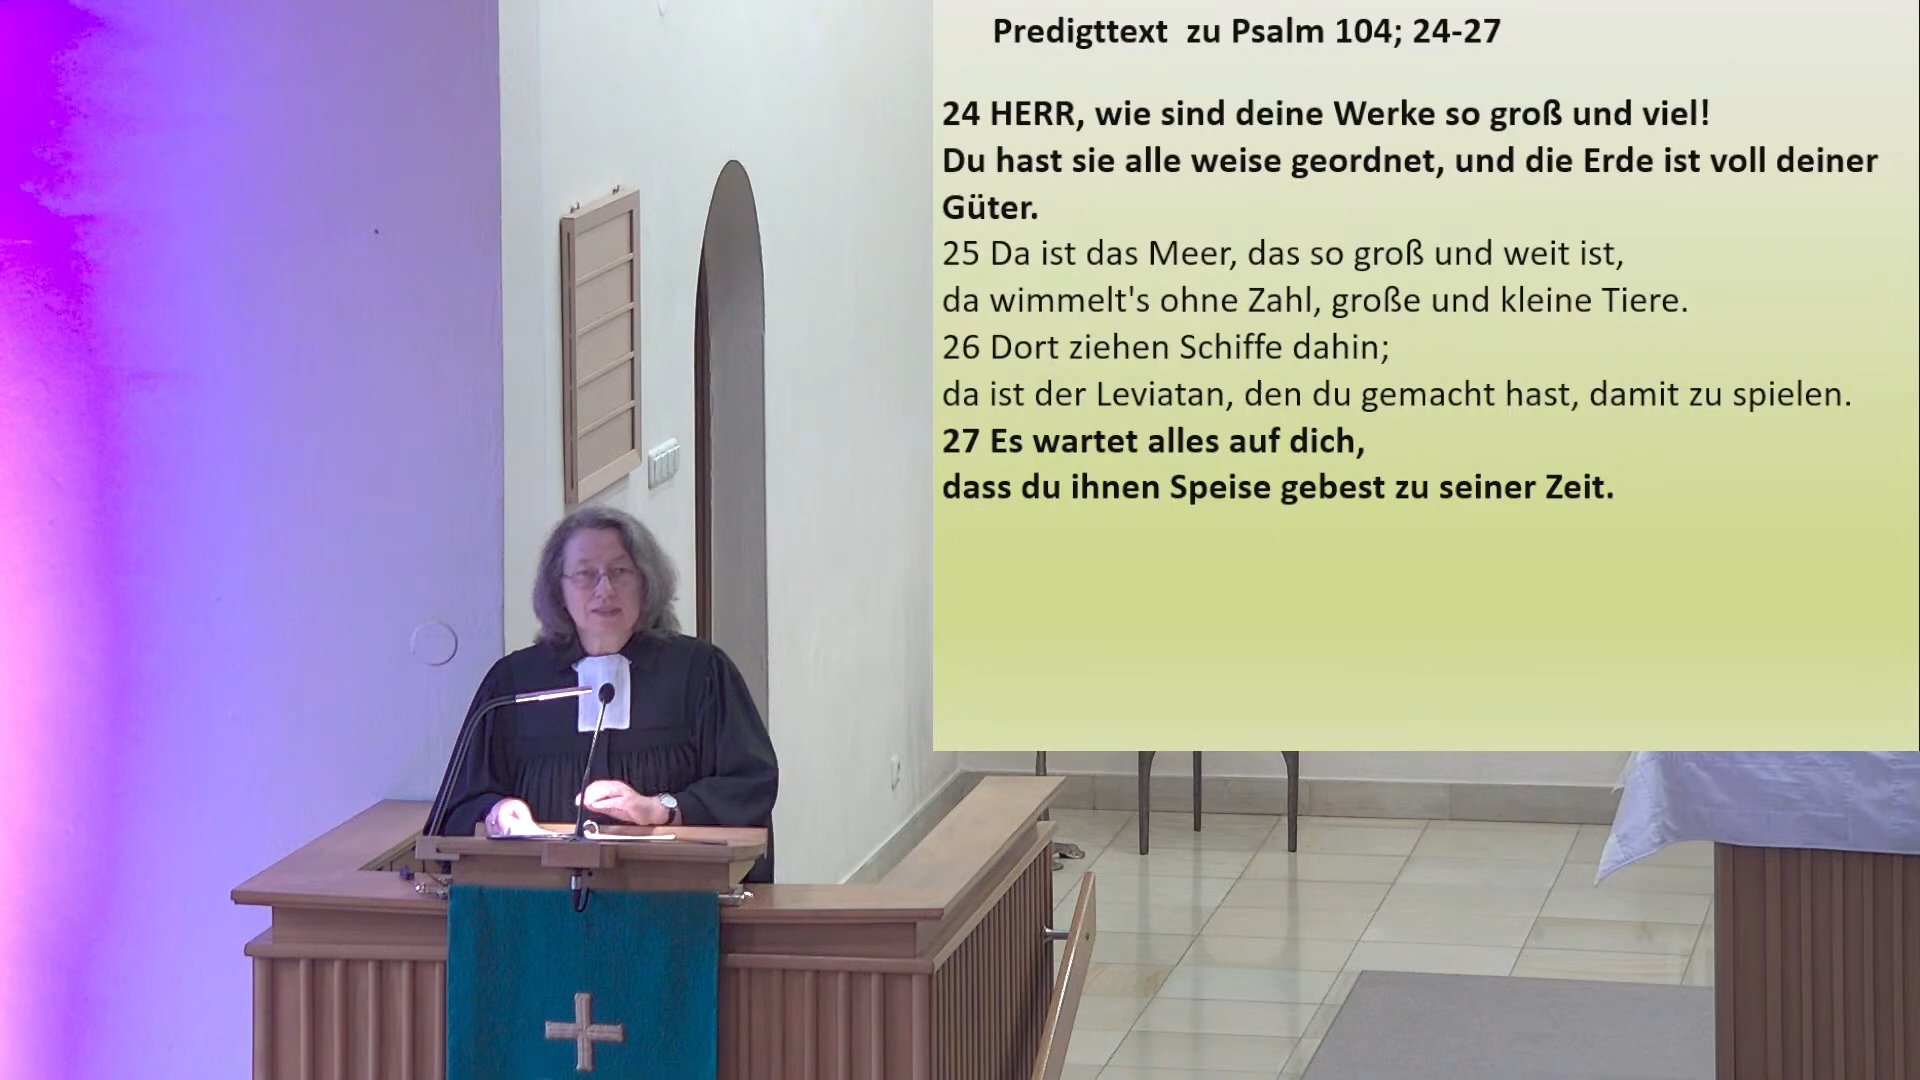 Predigttext  zu Psalm 104; 24-27
24 HERR, wie sind deine Werke so groß und viel!
Du hast sie alle weise geordnet, und die Erde ist voll deiner
Güter.
25 Da ist das Meer, das so groß und weit ist,
da wimmelt's ohne Zahl, große und kleine Tiere.
26 Dort ziehen Schiffe dahin;
da ist der Leviatan, den du gemacht hast, damit zu spielen.
27 Es wartet alles auf dich,
dass du ihnen Speise gebest zu seiner Zeit.